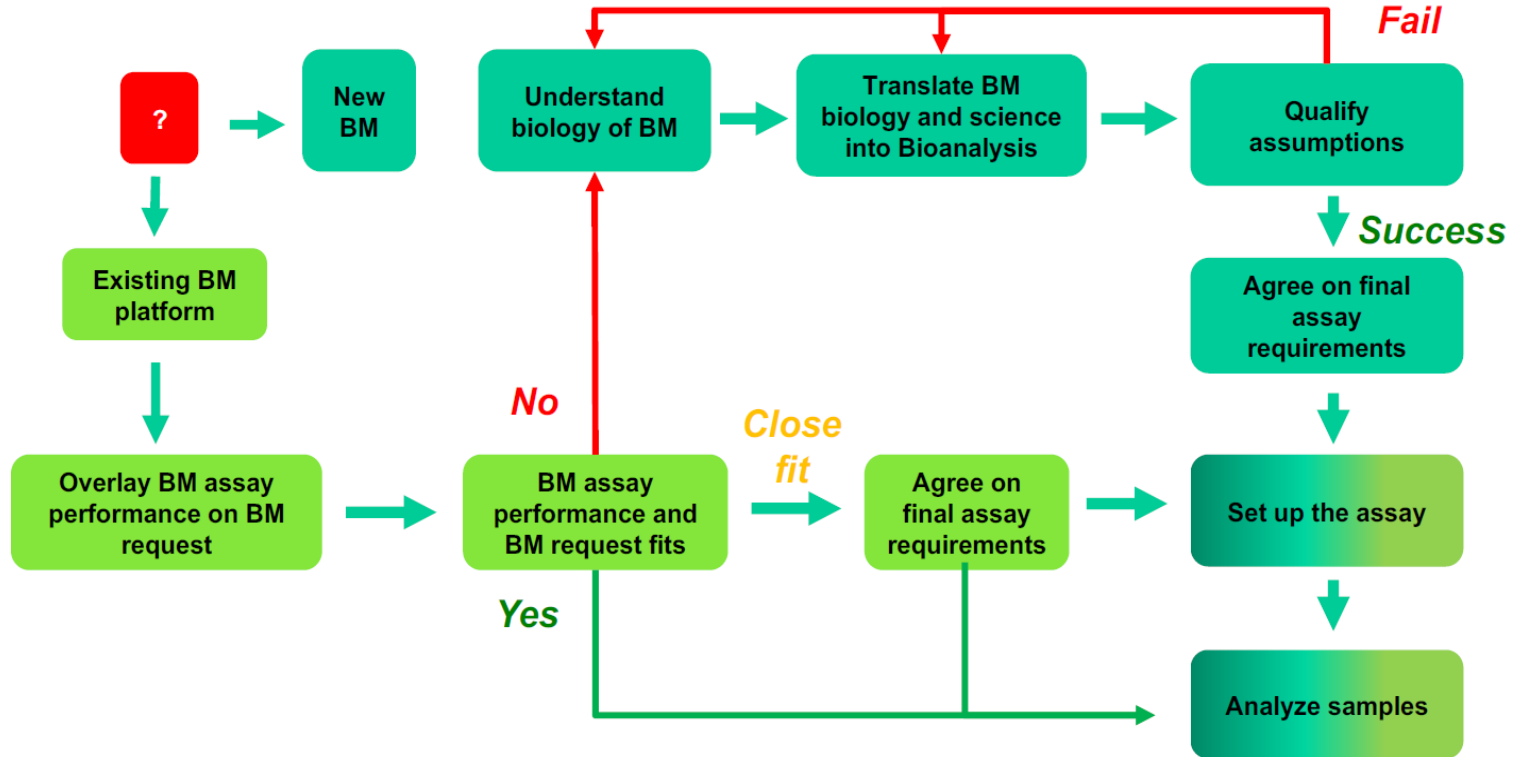 Fail
?
New
BM
Understand
biology of BM
Translate BM
biology and science
into Bioanalysis
Qualify
assumptions
Success
Existing BM
platform
Agree on final
assay
requirements
No
Close
fit
Overlay BM assay
performance on BM
request
BM assay
performance and
BM request fits
Agree on
final assay
requirements
Set up the assay
Yes
Analyze samples